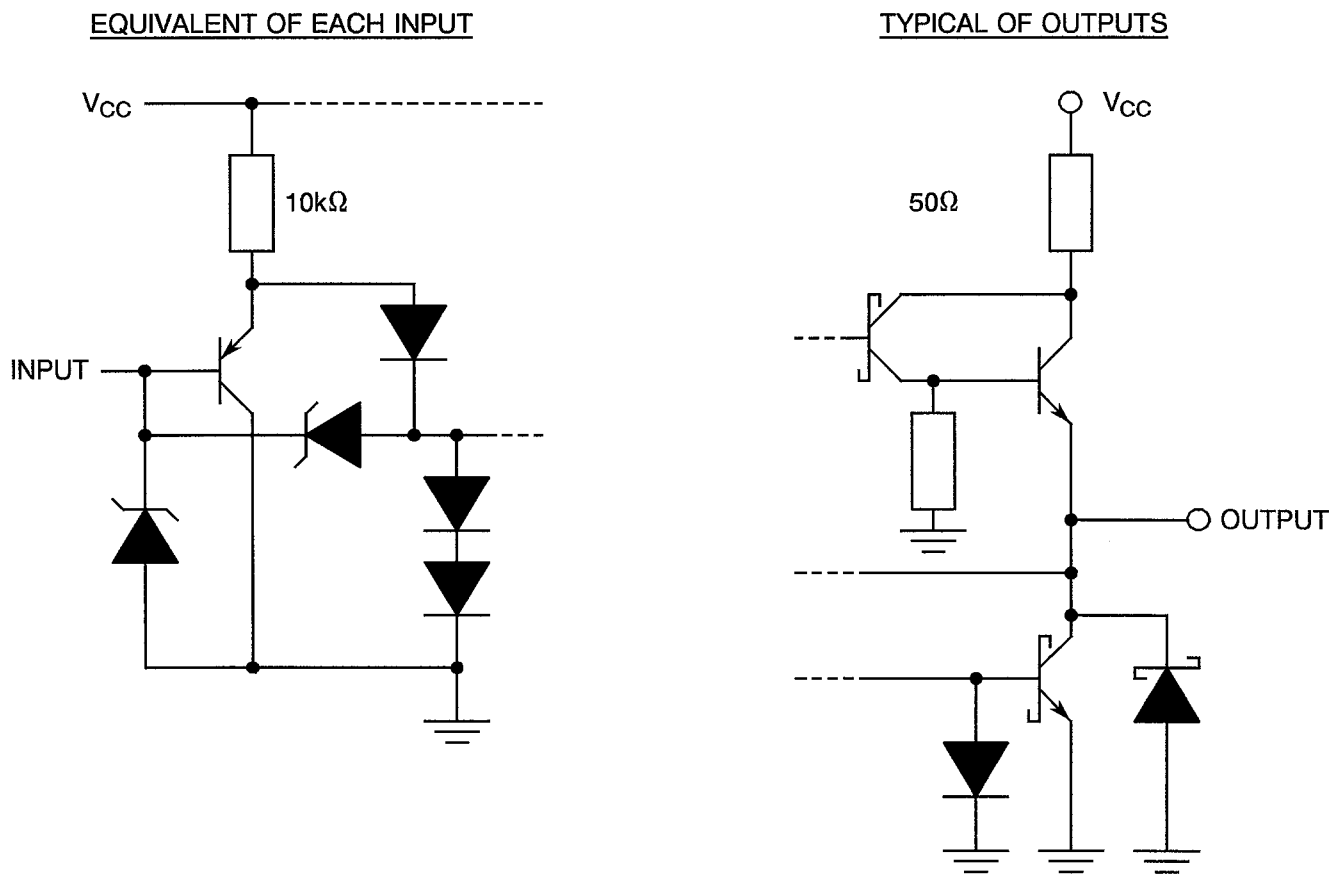 EQUIVALENT OF EACH INPUT
TYPICAL OF OUTPUTS
VCC
VCC
10kΩ
50Ω
INPUT
OUTPUT